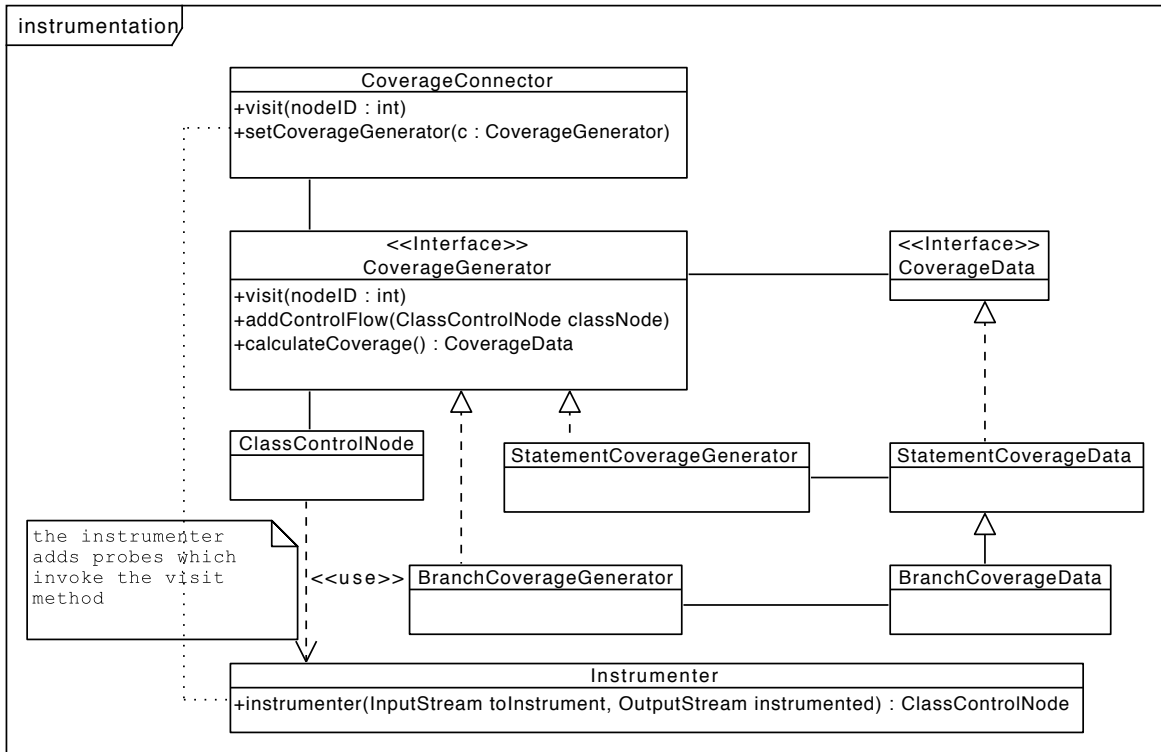 instrumentation
CoverageConnector
+visit(nodeID : int)
+setCoverageGenerator(c : CoverageGenerator)
<<Interface>>
CoverageGenerator
+visit(nodeID : int)
+addControlFlow(ClassControlNode classNode)
+calculateCoverage() : CoverageData
<<Interface>>
CoverageData
ClassControlNode
StatementCoverageGenerator
StatementCoverageData
the instrumenter
adds probes which
invoke the visit
method
<<use>>
BranchCoverageGenerator
BranchCoverageData
Instrumenter
+instrumenter(InputStream toInstrument, OutputStream instrumented) : ClassControlNode